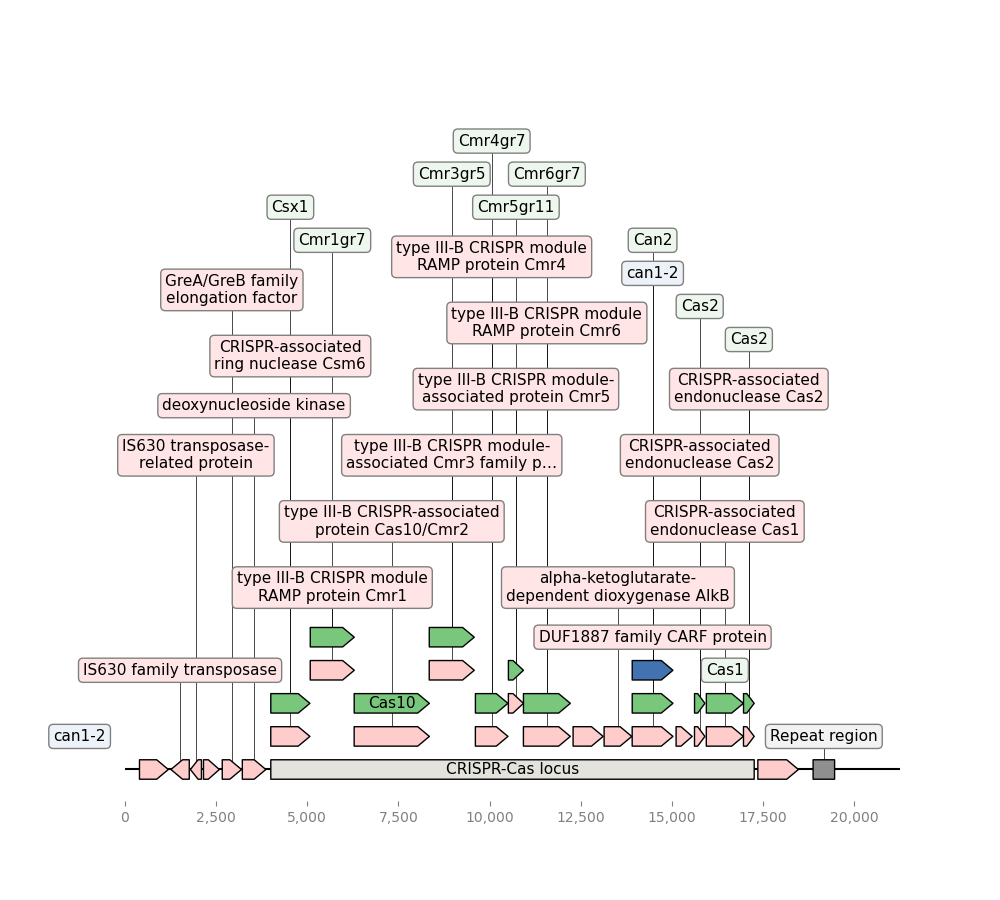 Cmr4gr7
Cmr3gr5
Cmr6gr7
Csx1
Cmr5gr11
Cmr1gr7
Can2
type III-B CRISPR module
RAMP protein Cmr4
can1-2
GreA/GreB family
elongation factor
Cas2
type III-B CRISPR module
RAMP protein Cmr6
Cas2
CRISPR-associated
ring nuclease Csm6
type III-B CRISPR module-
associated protein Cmr5
CRISPR-associated
endonuclease Cas2
deoxynucleoside kinase
IS630 transposase-
related protein
type III-B CRISPR module-
associated Cmr3 family p...
CRISPR-associated
endonuclease Cas2
type III-B CRISPR-associated
protein Cas10/Cmr2
CRISPR-associated
endonuclease Cas1
type III-B CRISPR module
RAMP protein Cmr1
alpha-ketoglutarate-
dependent dioxygenase AlkB
DUF1887 family CARF protein
IS630 family transposase
Cas1
Cas10
can1-2
Repeat region
CRISPR-Cas locus
0
2,500
5,000
7,500
10,000
12,500
15,000
17,500
20,000